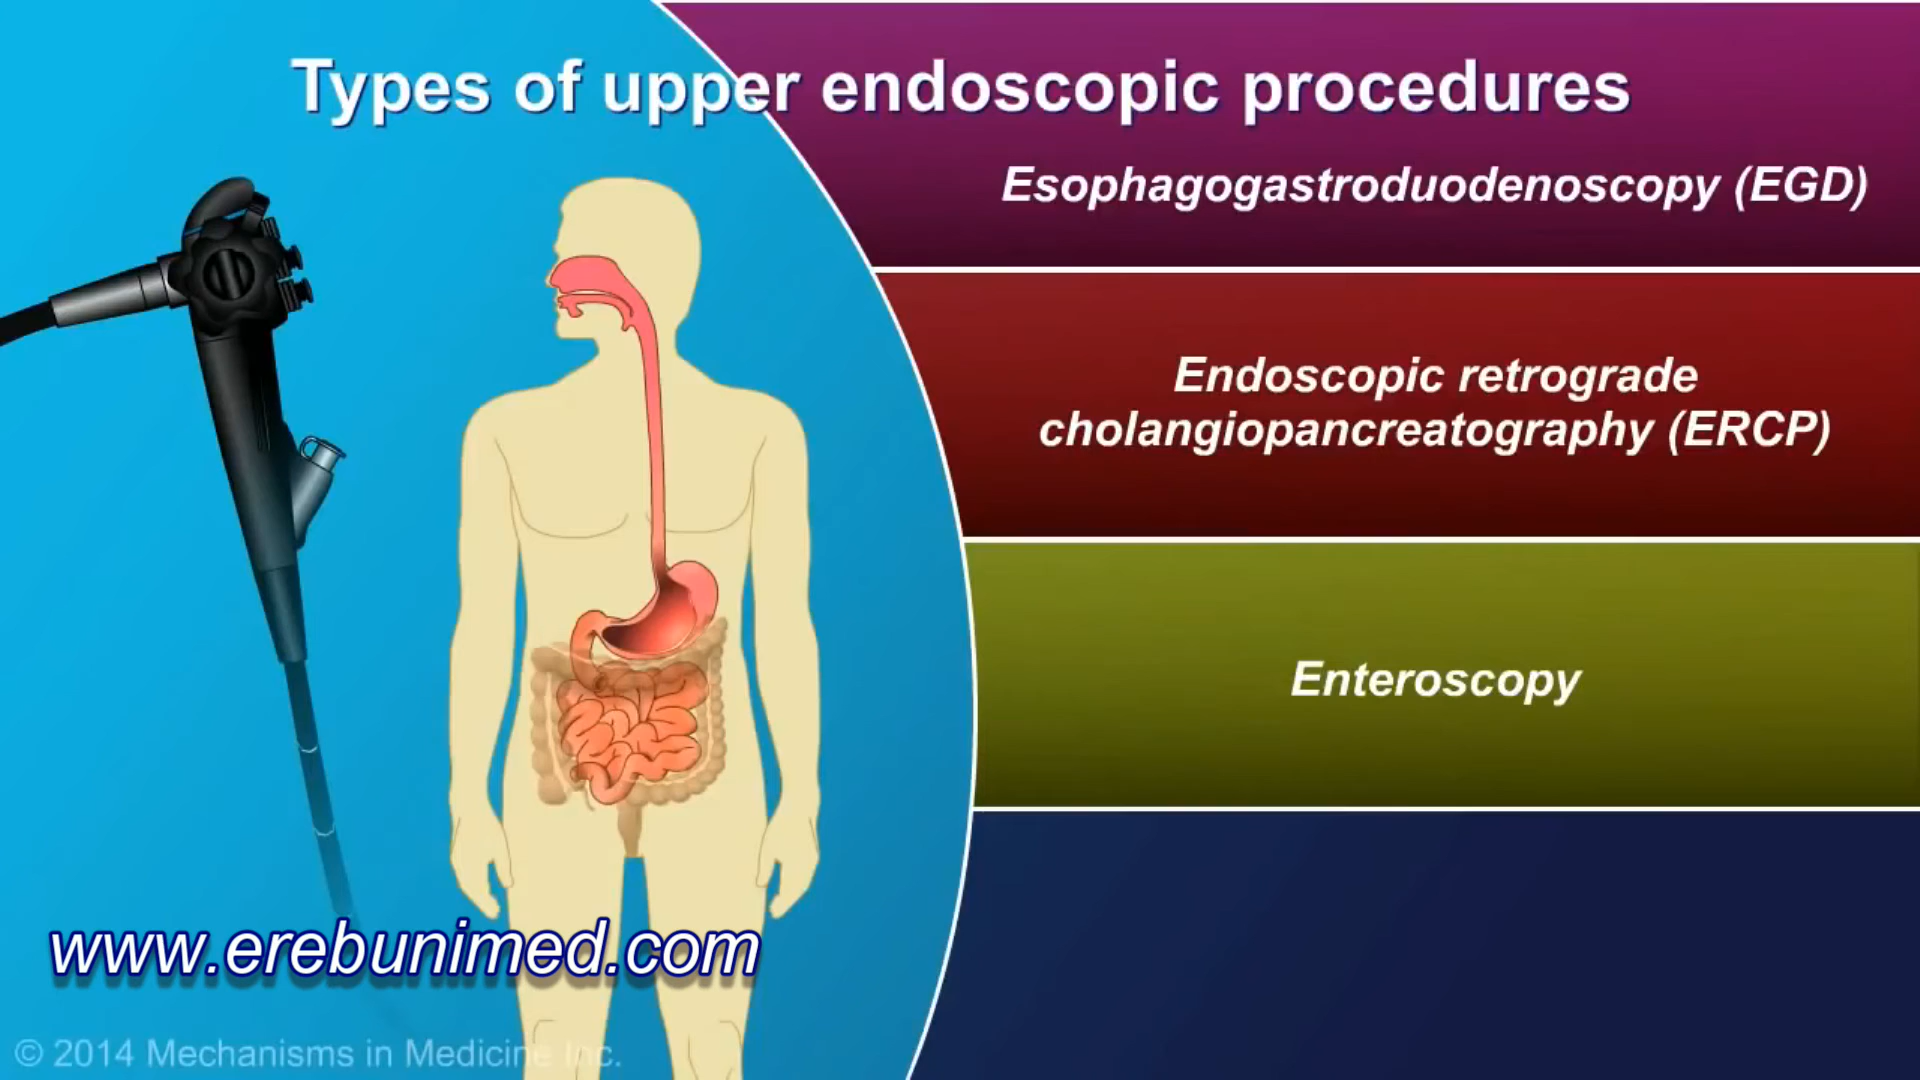 Types of upper endoscopic procedures
Esophagogastroduodenoscopy (EGD)
Endoscopic retrograde
cholangiopancreatography (ERCP)
Enteroscopy
www.erebunimed.com
© 2014 Mechanisms in Medicine Inc.